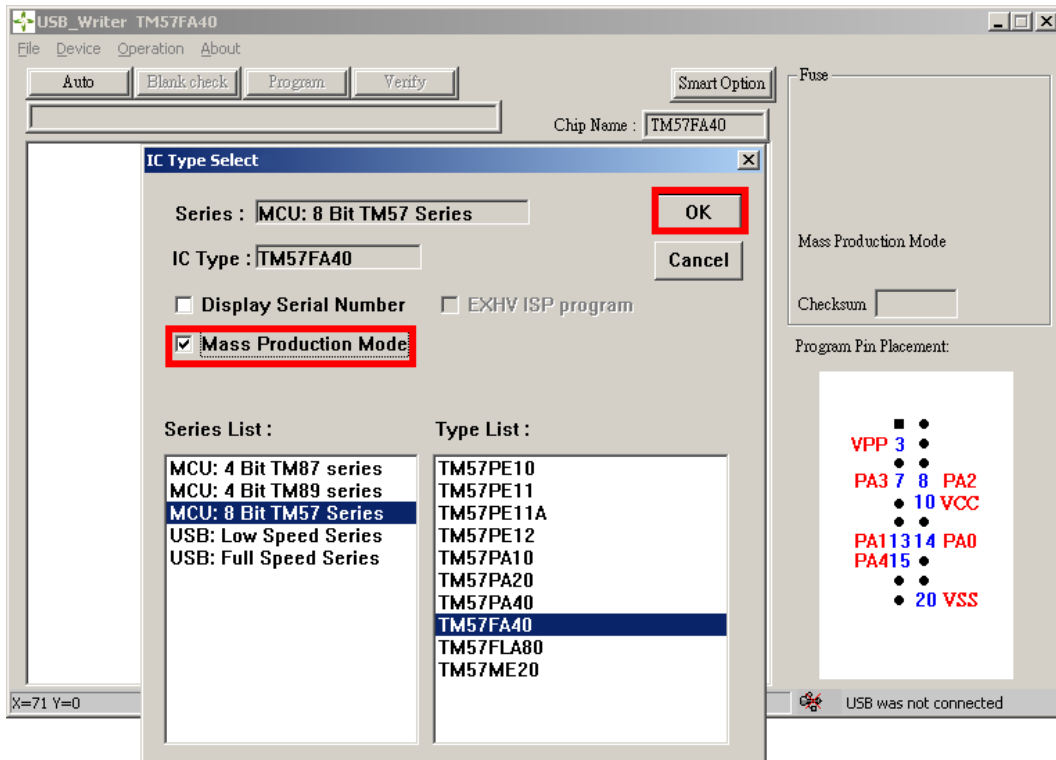 USB_Writer TM57FA40
File Device Operation About
Auto Blank check Program Verify Smart Option
Chip Name : TM57FA40
IC Type Select
Series : MCU: 8 Bit TM57 Series
OK
IC Type : TM57FA40
Cancel
Display Serial Number EXHV ISP program
Mass Production Mode
Series List :
MCU: 4 Bit TM87 series
MCU: 4 Bit TM89 series
MCU: 8 Bit TM57 Series
USB: Low Speed Series
USB: Full Speed Series
Type List :
TM57PE10
TM57PE11
TM57PE11A
TM57PE12
TM57PA10
TM57PA20
TM57PA40
TM57FA40
TM57FLA80
TM57ME20
Fuse
Mass Production Mode
Checksum
Program Pin Placement:
VPP 3
PA3 7 8 PA2
10 VCC
PA1 13 14 PA0
PA4 15
20 VSS
X=71 Y=0
USB was not connected